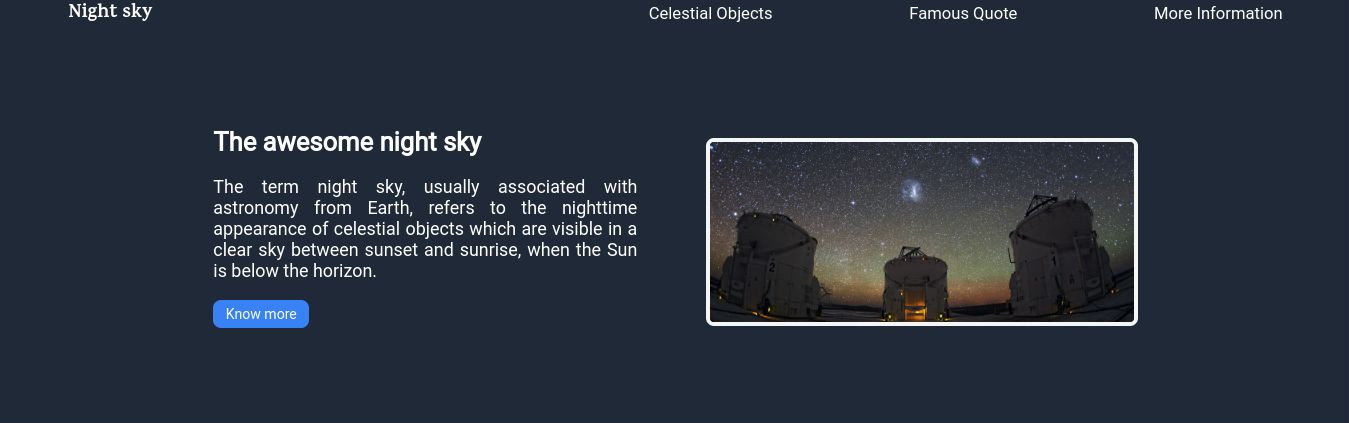 Night sky
Celestial Objects
Famous Quote
More Information
The awesome night sky
The term night sky, usually associated with
astronomy from Earth, refers to the nighttime
appearance of celestial objects which are visible in a
clear sky between sunset and sunrise, when the Sun
is below the horizon.
Know more
2
1